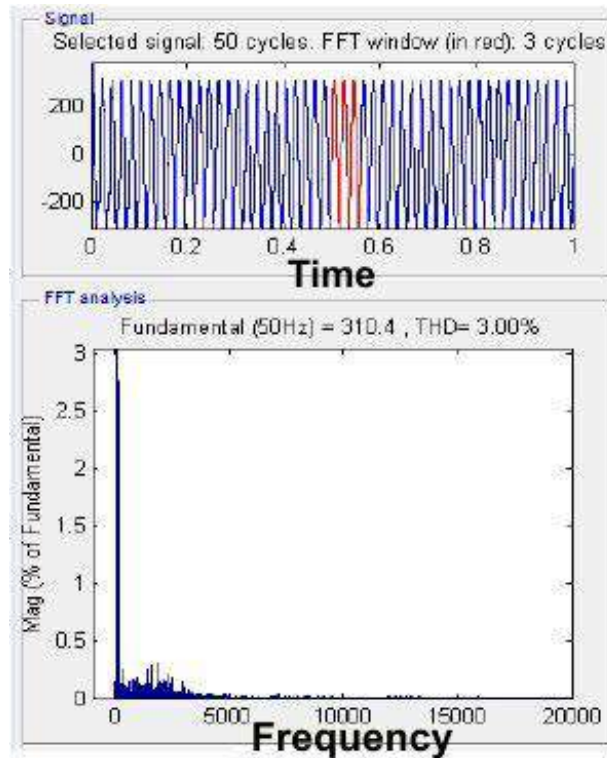 Signal
Selected signal: 50 cycles. FFT window (in red): 3 cycles
200
0
-200
0 0.2 0.4 0.6 0.8 1
Time
FFT analysis
Fundamental (50Hz) = 310.4 , THD= 3.00%
Mag (% of Fundamental)
3
2.5
2
1.5
1
0.5
0
0 5000 10000 15000 20000
Frequency